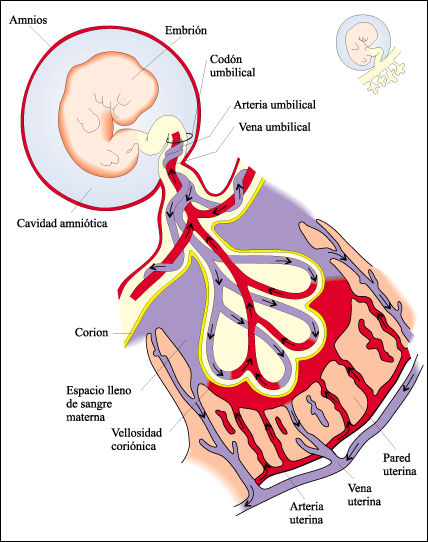 Amnios
Embrión
Codón
umbilical
Arteria umbilical
Vena umbilical
Cavidad amniótica
Corion
Espacio lleno
de sangre
materna
Vellosidad
coriónica
Pared
uterina
Vena
uterina
Arteria
uterina